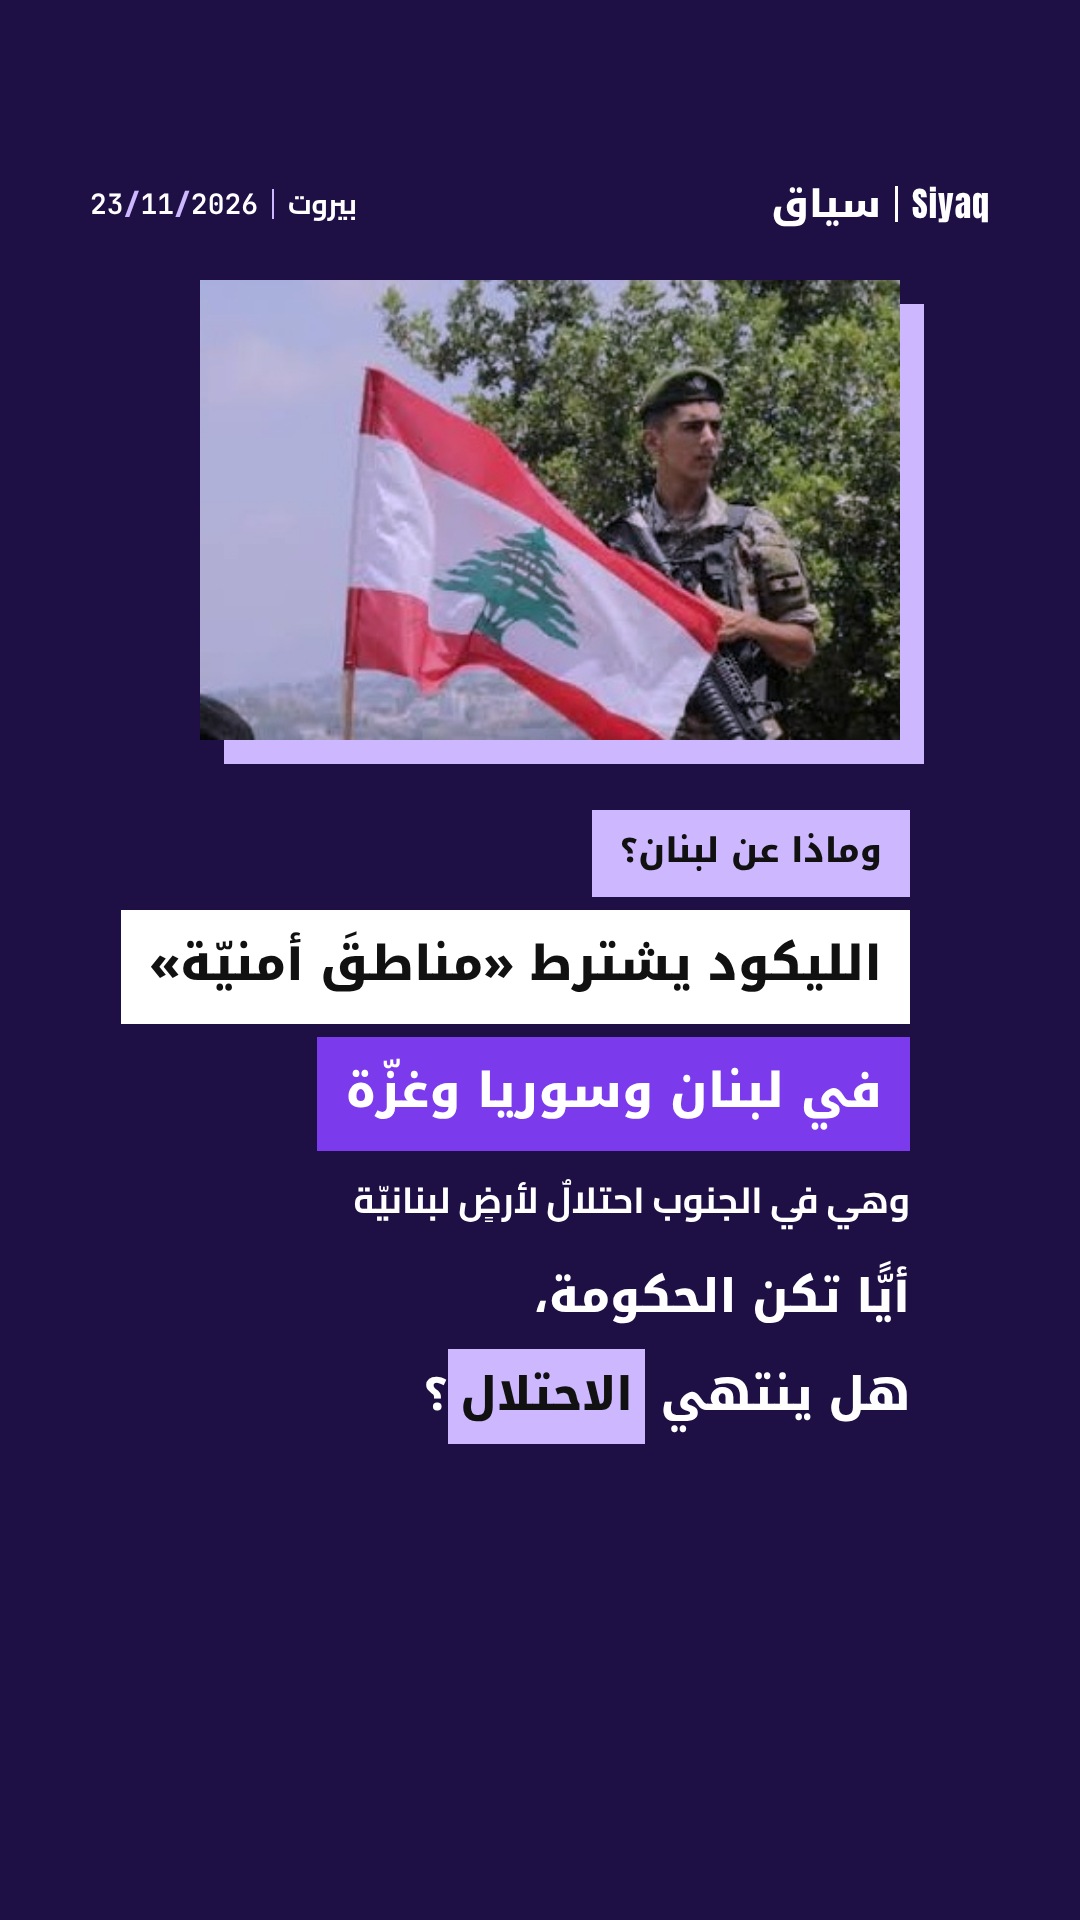 Siyaq | سياق
بيروت | 23/11/2026
وماذا عن لبنان؟
الليكود يشترط «مناطقَ أمنيّة»
في لبنان وسوريا وغزّة
وهي في الجنوب احتلالٌ لأرضٍ لبنانيّة
أيًّا تكن الحكومة،
هل ينتهي الاحتلال؟